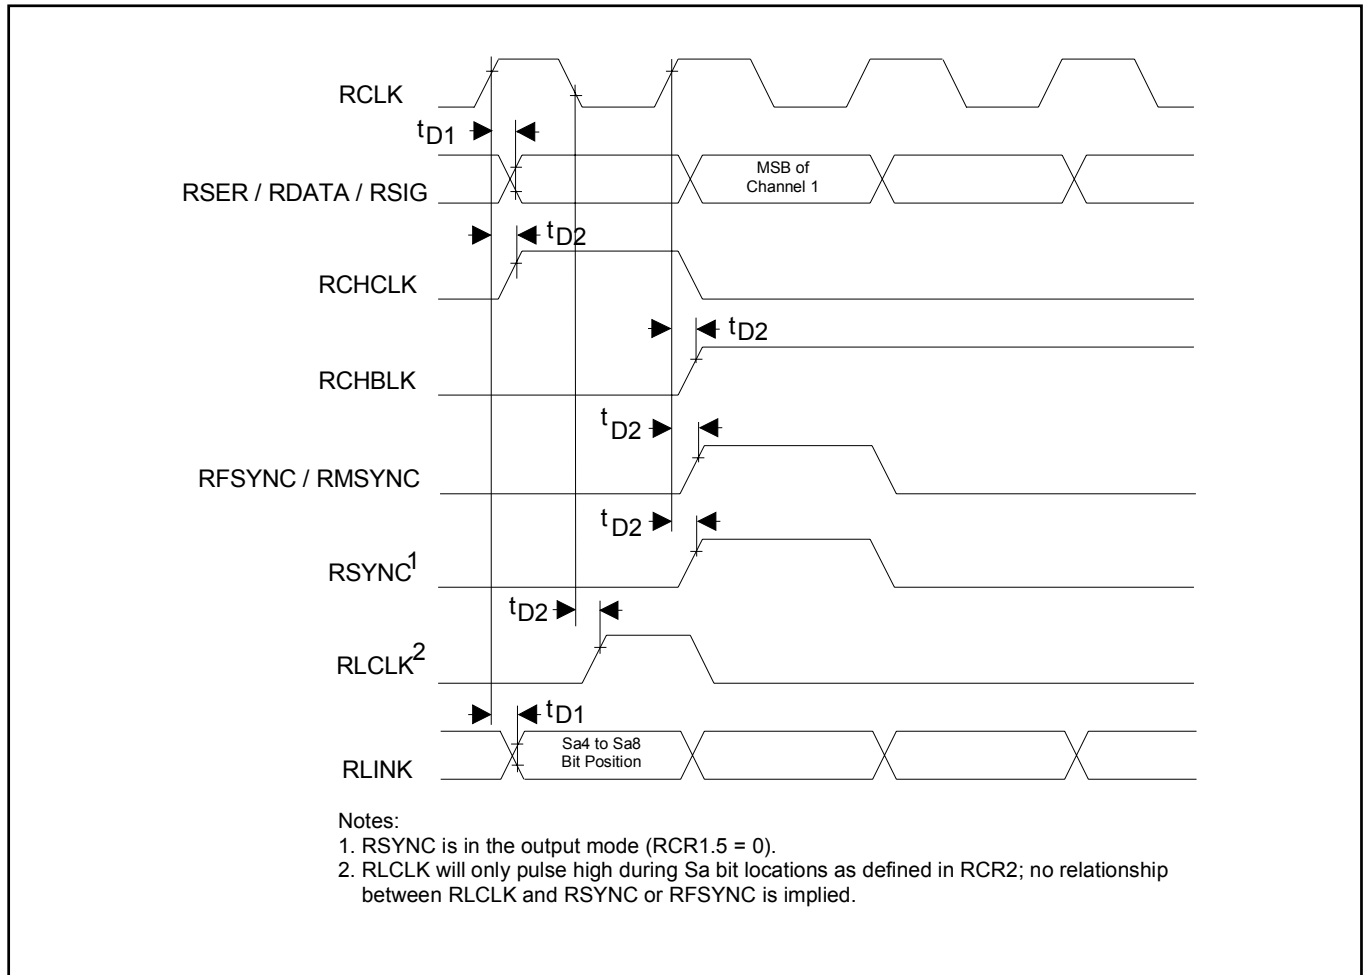 RCLK
tD1
RSER / RDATA / RSIG
MSB of
Channel 1
tD2
RCHCLK
tD2
RCHBLK
tD2
RFSYNC / RMSYNC
tD2
RSYNC1
tD2
RLCLK2
tD1
RLINK
Sa4 to Sa8
Bit Position
Notes:
1. RSYNC is in the output mode (RCR1.5 = 0).
2. RLCLK will only pulse high during Sa bit locations as defined in RCR2; no relationship
between RLCLK and RSYNC or RFSYNC is implied.